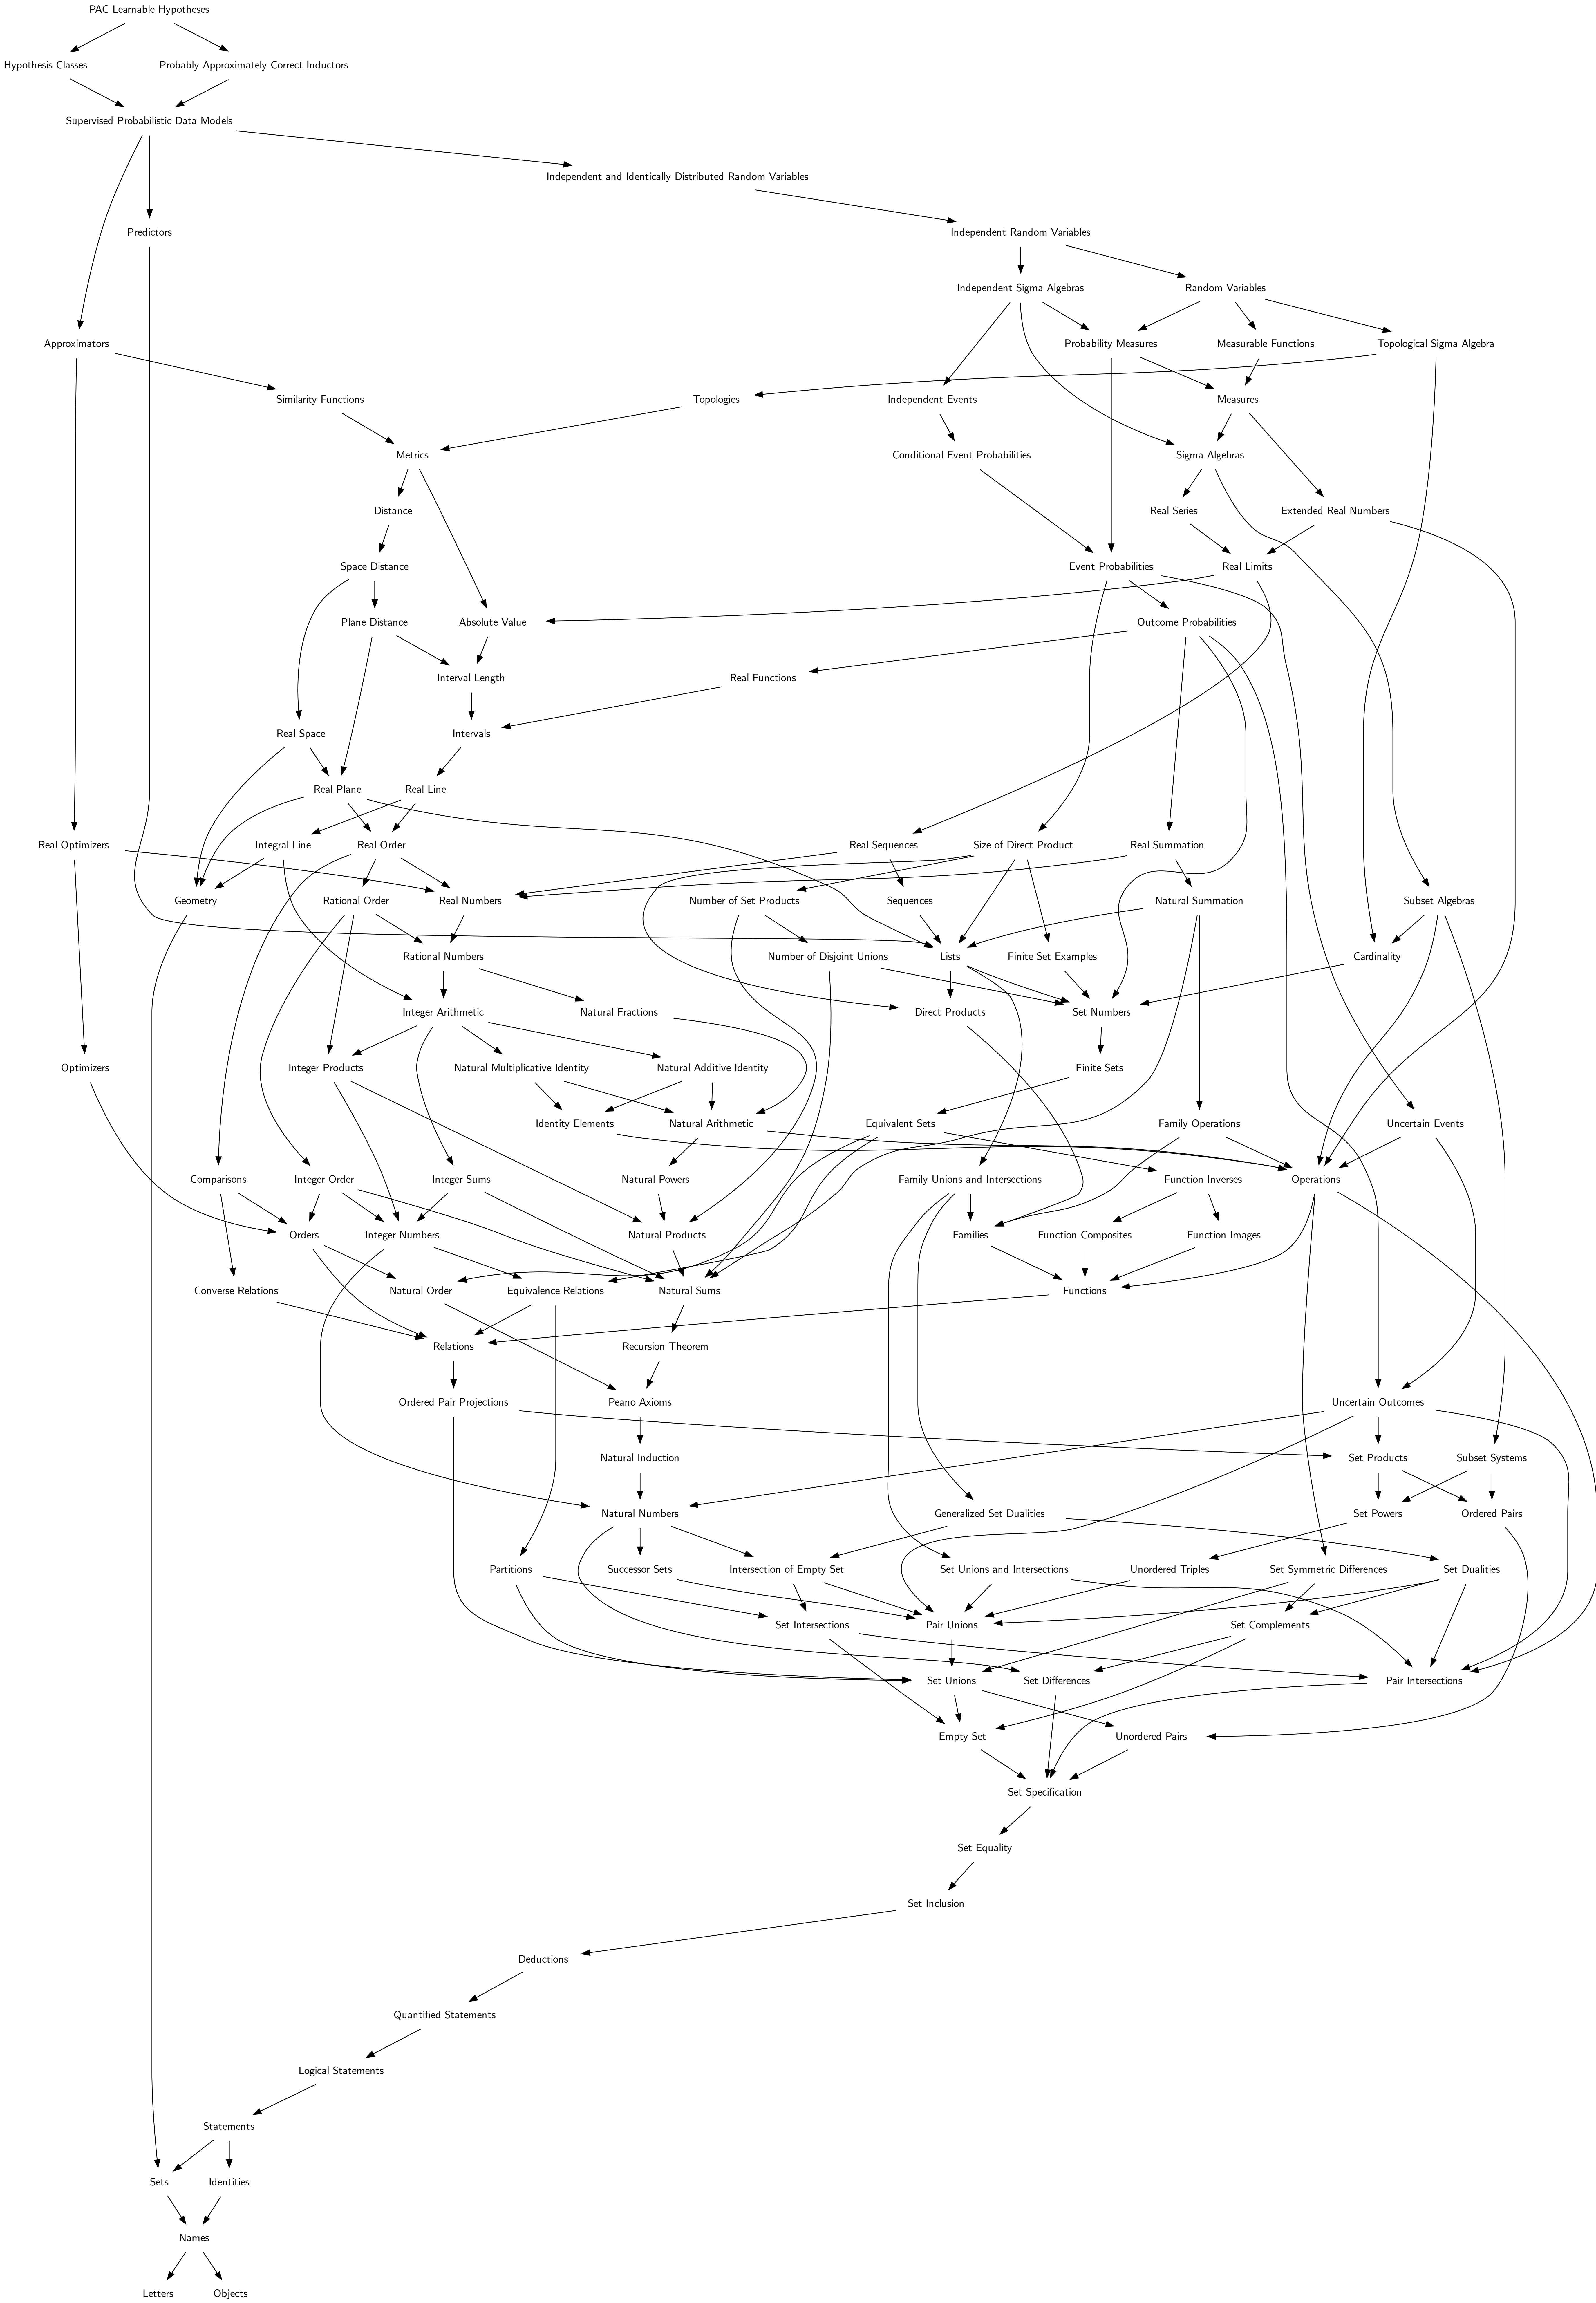 PAC Learnable Hypotheses
Hypothesis Classes
Probably Approximately Correct Inductors
Supervised Probabilistic Data Models
Independent and Identically Distributed Random Variables
Predictors
Independent Random Variables
Independent Sigma Algebras
Random Variables
Approximators
Probability Measures
Measurable Functions
Topological Sigma Algebra
Similarity Functions
Topologies
Independent Events
Measures
Metrics
Conditional Event Probabilities
Sigma Algebras
Distance
Real Series
Extended Real Numbers
Space Distance
Event Probabilities
Real Limits
Plane Distance
Absolute Value
Outcome Probabilities
Interval Length
Real Functions
Real Space
Intervals
Real Plane
Real Line
Real Optimizers
Integral Line
Real Order
Real Sequences
Size of Direct Product
Real Summation
Geometry
Rational Order
Real Numbers
Number of Set Products
Sequences
Natural Summation
Subset Algebras
Rational Numbers
Number of Disjoint Unions
Lists
Finite Set Examples
Cardinality
Integer Arithmetic
Natural Fractions
Direct Products
Set Numbers
Optimizers
Integer Products
Natural Multiplicative Identity
Natural Additive Identity
Finite Sets
Identity Elements
Natural Arithmetic
Equivalent Sets
Family Operations
Uncertain Events
Comparisons
Integer Order
Integer Sums
Natural Powers
Family Unions and Intersections
Function Inverses
Operations
Orders
Integer Numbers
Natural Products
Families
Function Composites
Function Images
Converse Relations
Natural Order
Equivalence Relations
Natural Sums
Functions
Relations
Recursion Theorem
Ordered Pair Projections
Peano Axioms
Uncertain Outcomes
Natural Induction
Set Products
Subset Systems
Natural Numbers
Generalized Set Dualities
Set Powers
Ordered Pairs
Partitions
Successor Sets
Intersection of Empty Set
Set Unions and Intersections
Unordered Triples
Set Symmetric Differences
Set Dualities
Set Intersections
Pair Unions
Set Complements
Set Unions
Set Differences
Pair Intersections
Empty Set
Unordered Pairs
Set Specification
Set Equality
Set Inclusion
Deductions
Quantified Statements
Logical Statements
Statements
Sets
Identities
Names
Letters
Objects